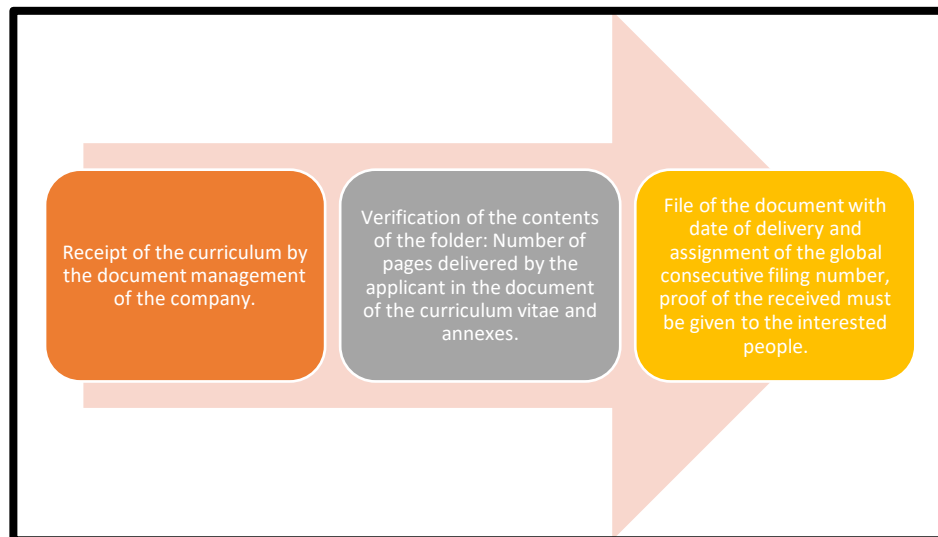 Receipt of the curriculum by
the document management
of the company.
Verification of the contents
of the folder: Number of
pages delivered by the
applicant in the document
of the curriculum vitae and
annexes.
File of the document with
date of delivery and
assignment of the global
consecutive filing number,
proof of the received must
be given to the interested
people.